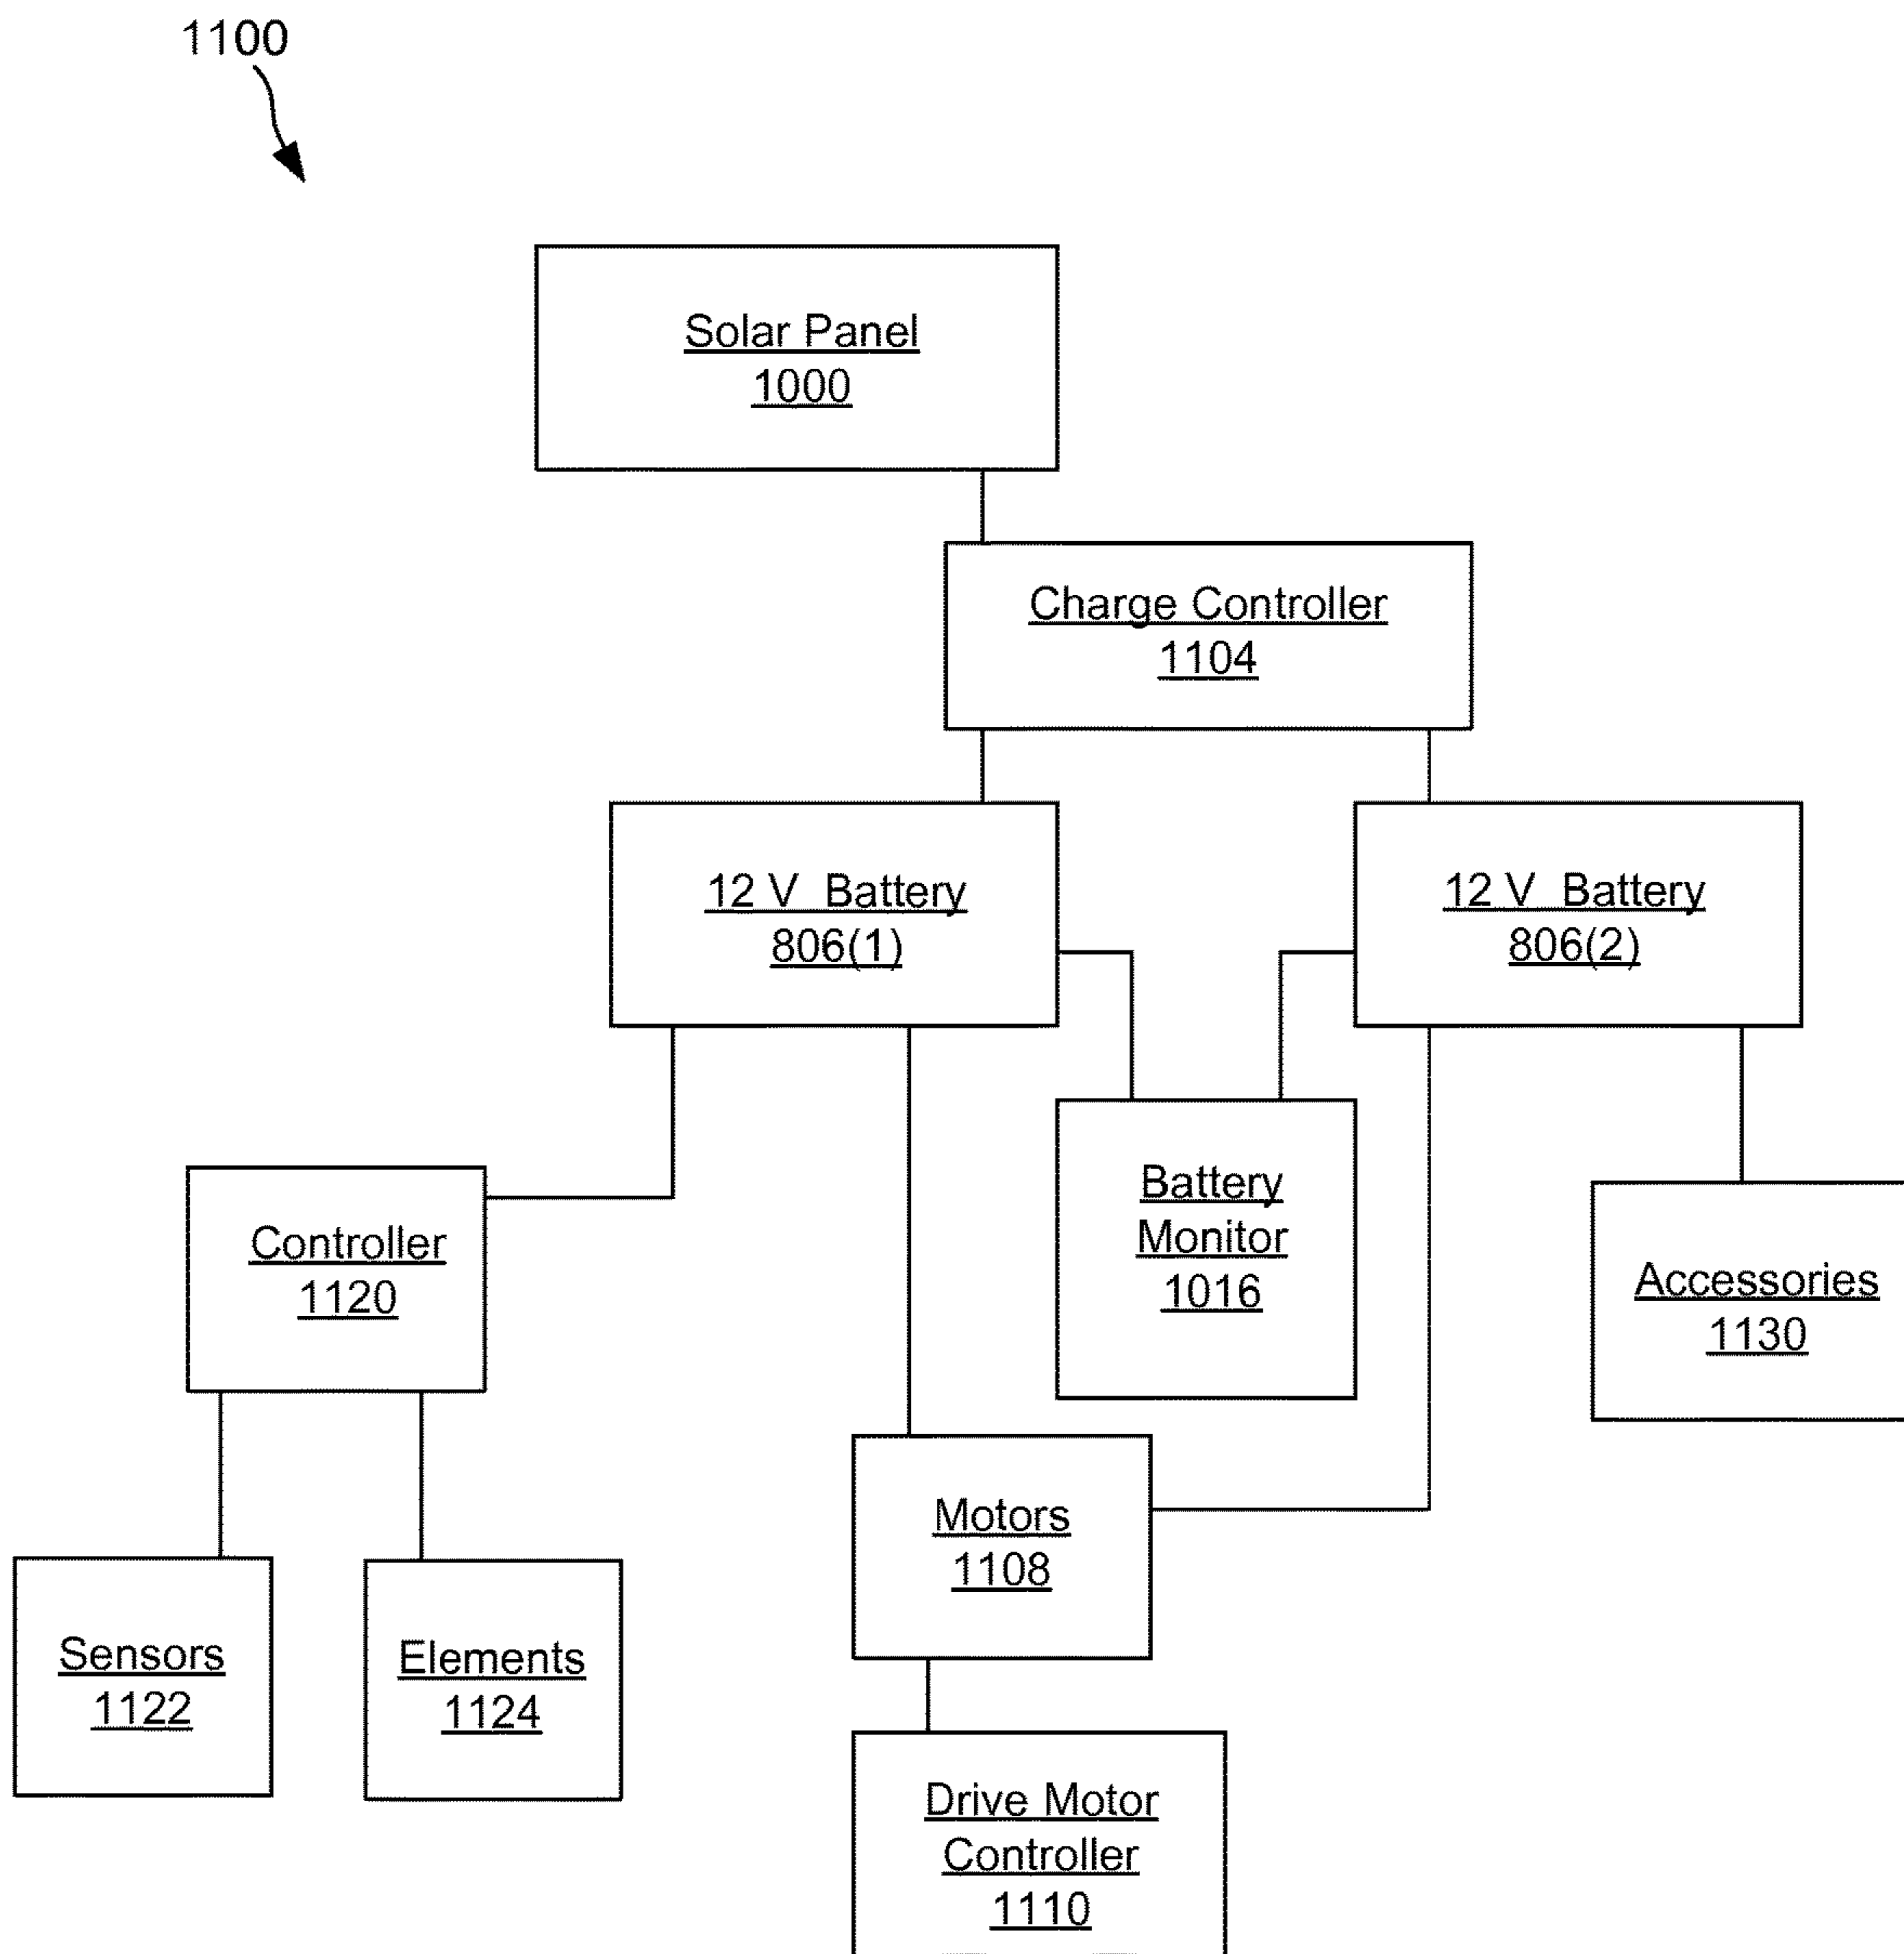 1100
Solar Panel
1000
Charge Controller
1104
12 V Battery
806(1)
12 V Battery
806(2)
Battery
Monitor
1016
Controller
1120
Accessories
1130
Motors
1108
Sensors
1122
Elements
1124
Drive Motor
Controller
1110